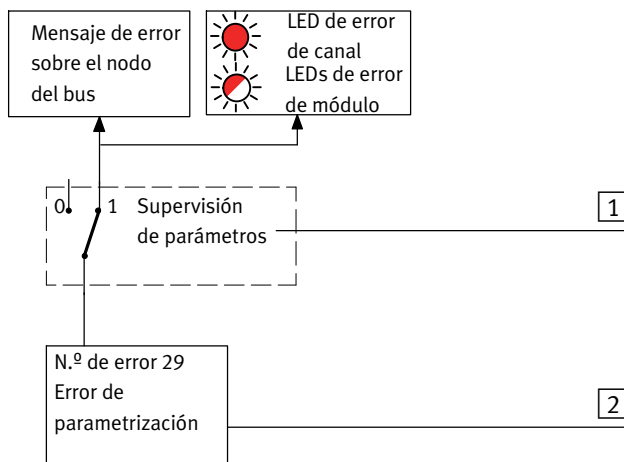 Mensaje de error
sobre el nodo
del bus
LED de error
de canal
LEDs de error
de módulo
0
1
Supervisión
de parámetros
1
N.º de error 29
Error de
parametrización
2